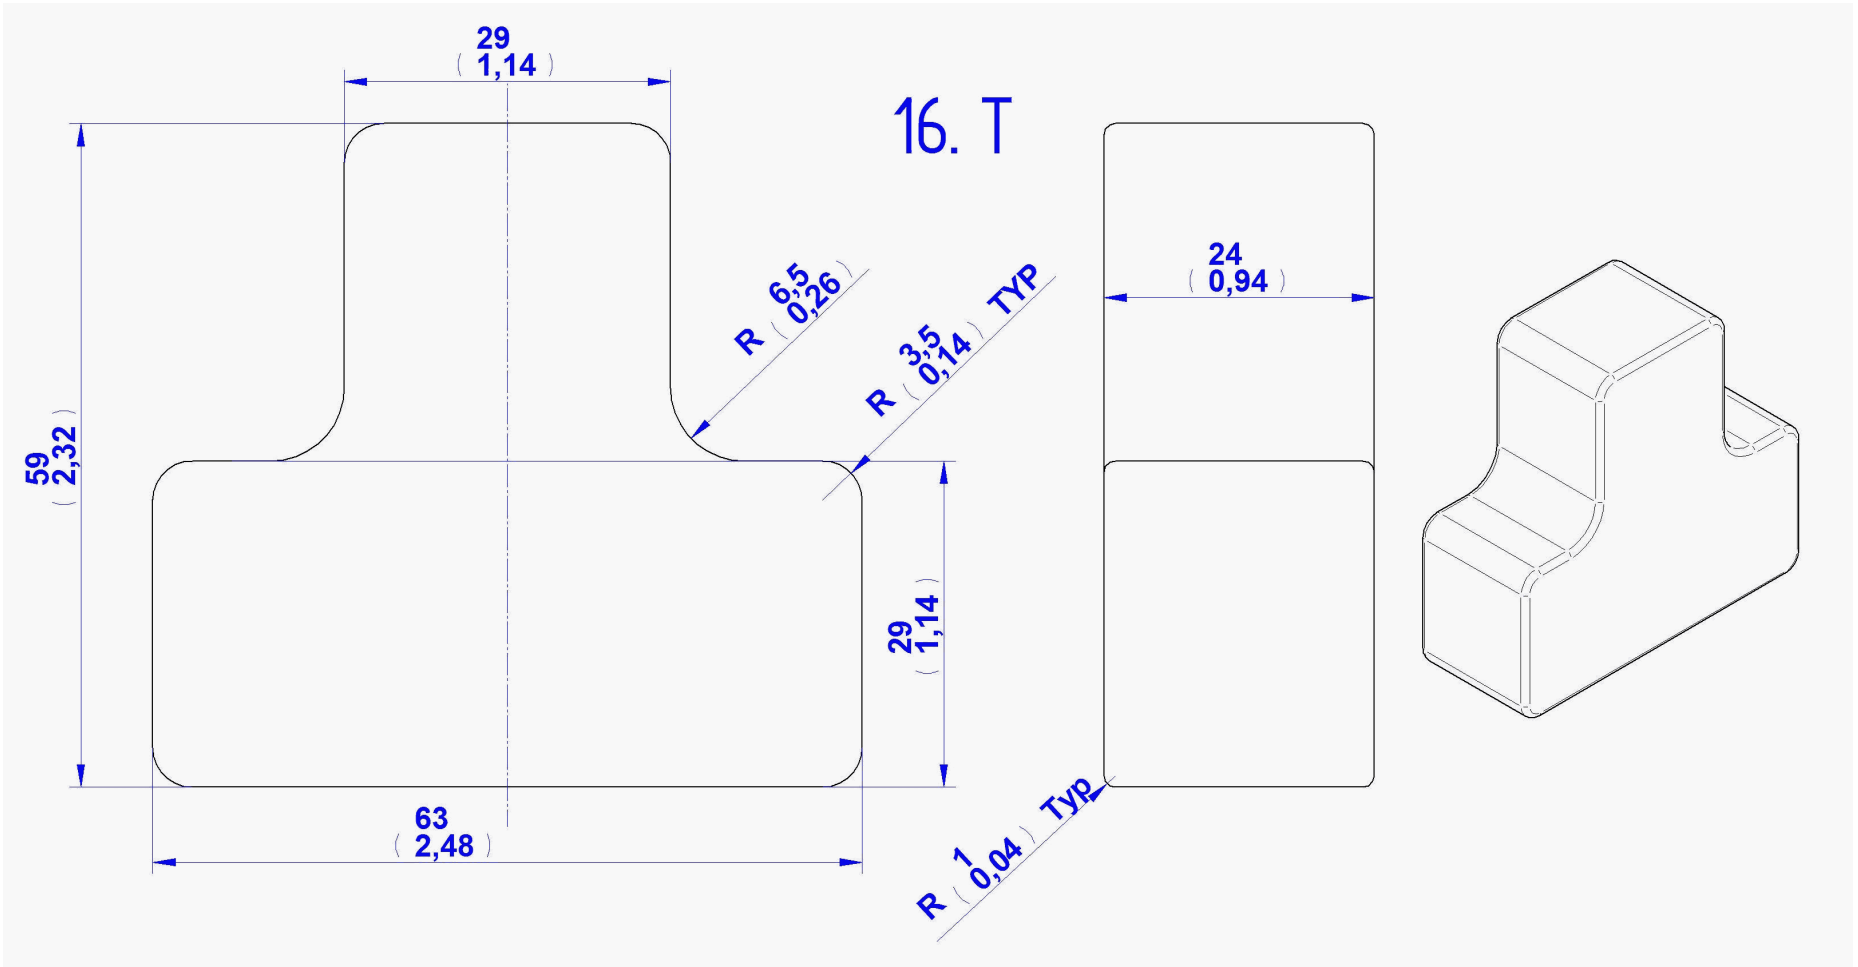 29
( 1,14 )
16. T
24
( 0,94 )
6,5
R ( 0,26 )
3,5
R ( 0,14 ) TYP
59
( 2,32 )
29
( 1,14 )
63
( 2,48 )
1
R ( 0,04 ) Typ